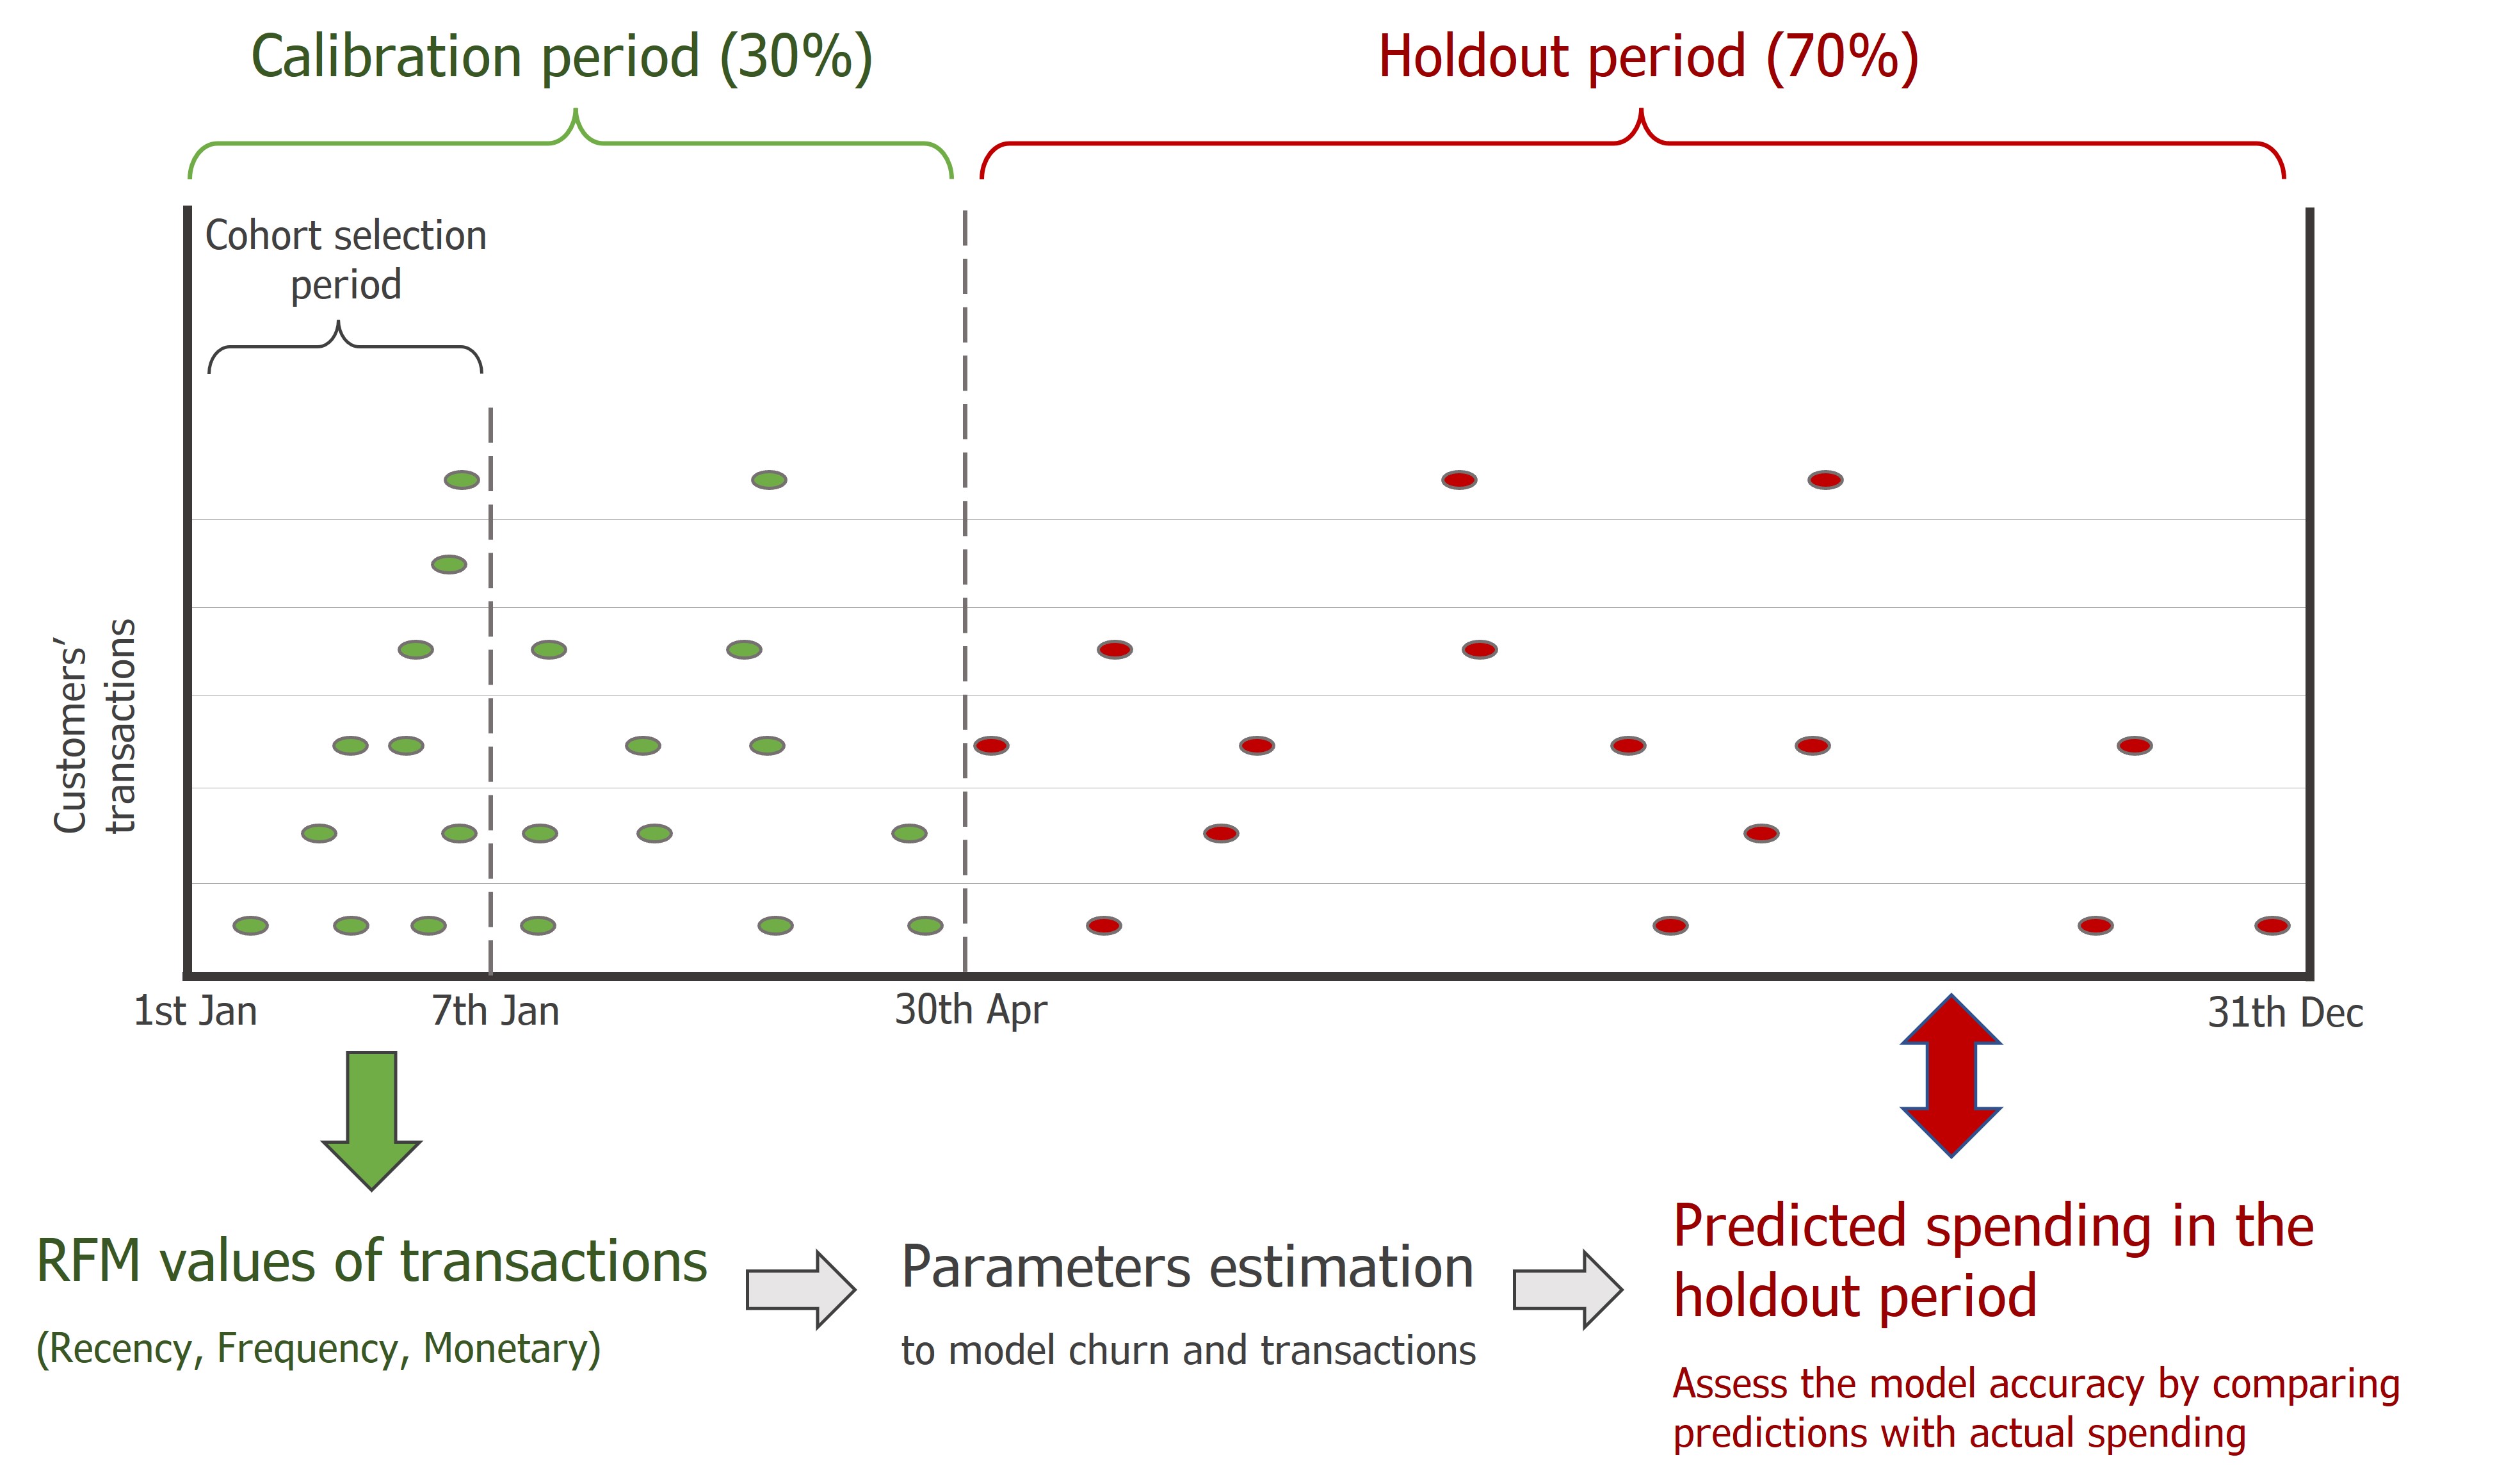 Calibration period (30%)
Holdout period (70%)
Cohort selection
period
Customers’
transactions
1st Jan
7th Jan
30th Apr
31th Dec
RFM values of transactions
(Recency, Frequency, Monetary)
Parameters estimation
to model churn and transactions
Predicted spending in the
holdout period
Assess the model accuracy by comparing
predictions with actual spending